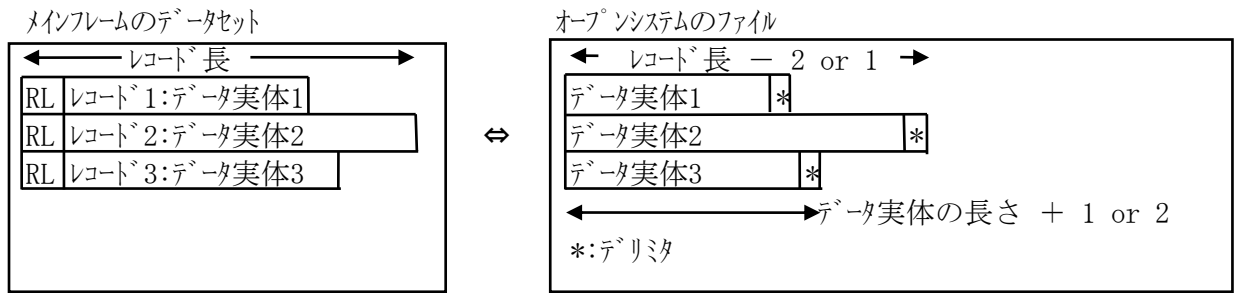 メインフレームのデータセット
オープンシステムのファイル
レコード長
レコード長 － 2 or 1
RL レコード1:データ実体1
RL レコード2:データ実体2
RL レコード3:データ実体3
⇔
データ実体1 *
データ実体2 *
データ実体3 *
データ実体の長さ ＋ 1 or 2
*:デリミタ